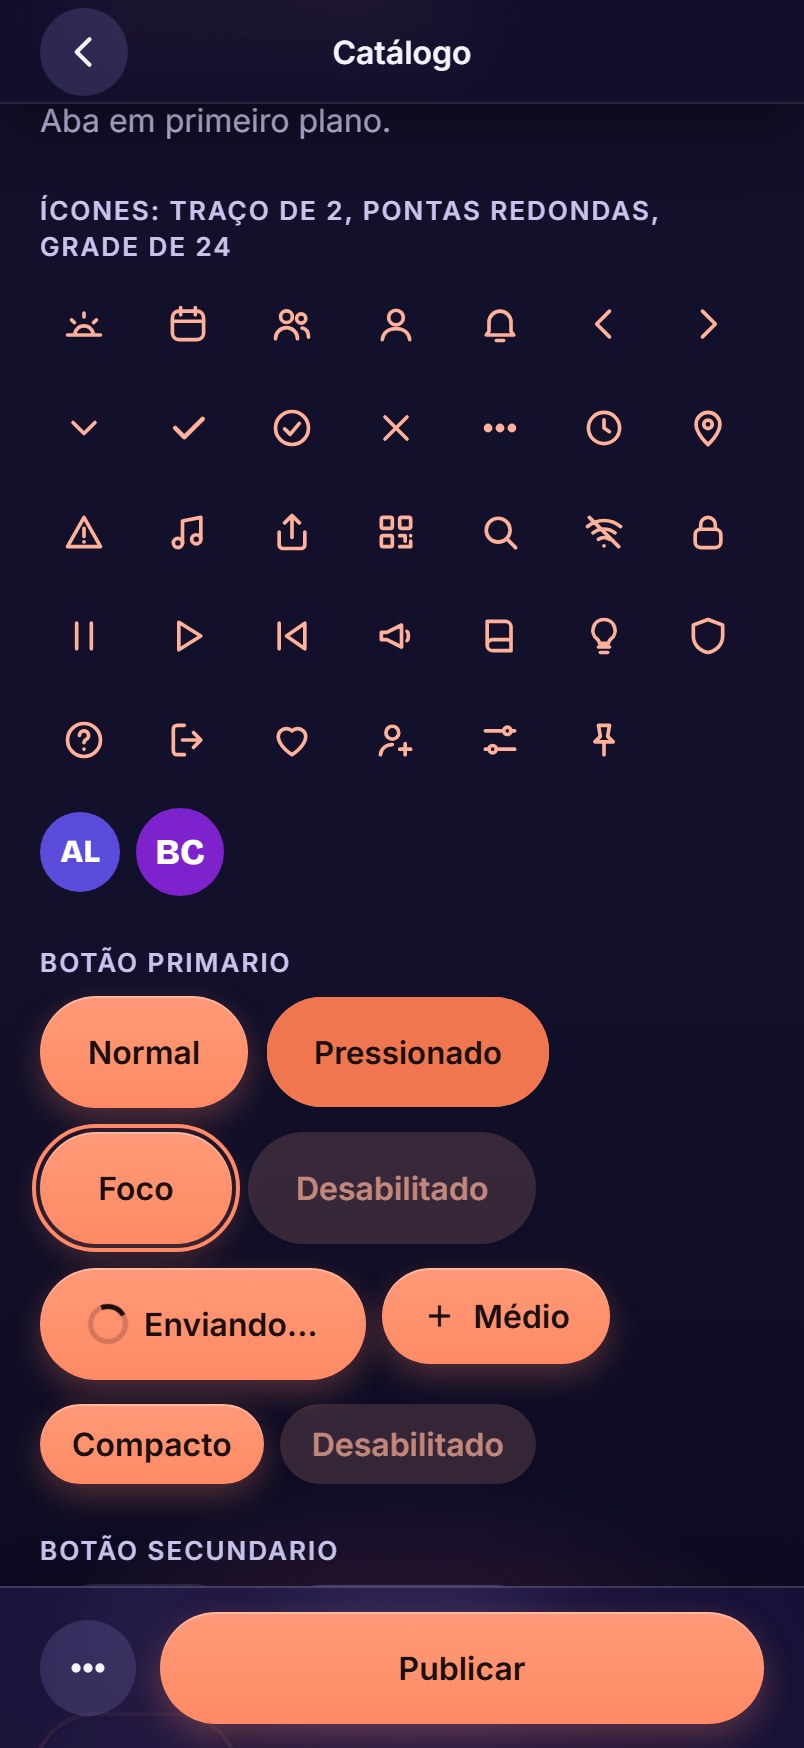 Catálogo
Aba em primeiro plano.
ÍCONES: TRAÇO DE 2, PONTAS REDONDAS,
GRADE DE 24
AL BC
BOTÃO PRIMARIO
Normal Pressionado
Foco Desabilitado
Enviando... + Médio
Compacto Desabilitado
BOTÃO SECUNDARIO
Publicar